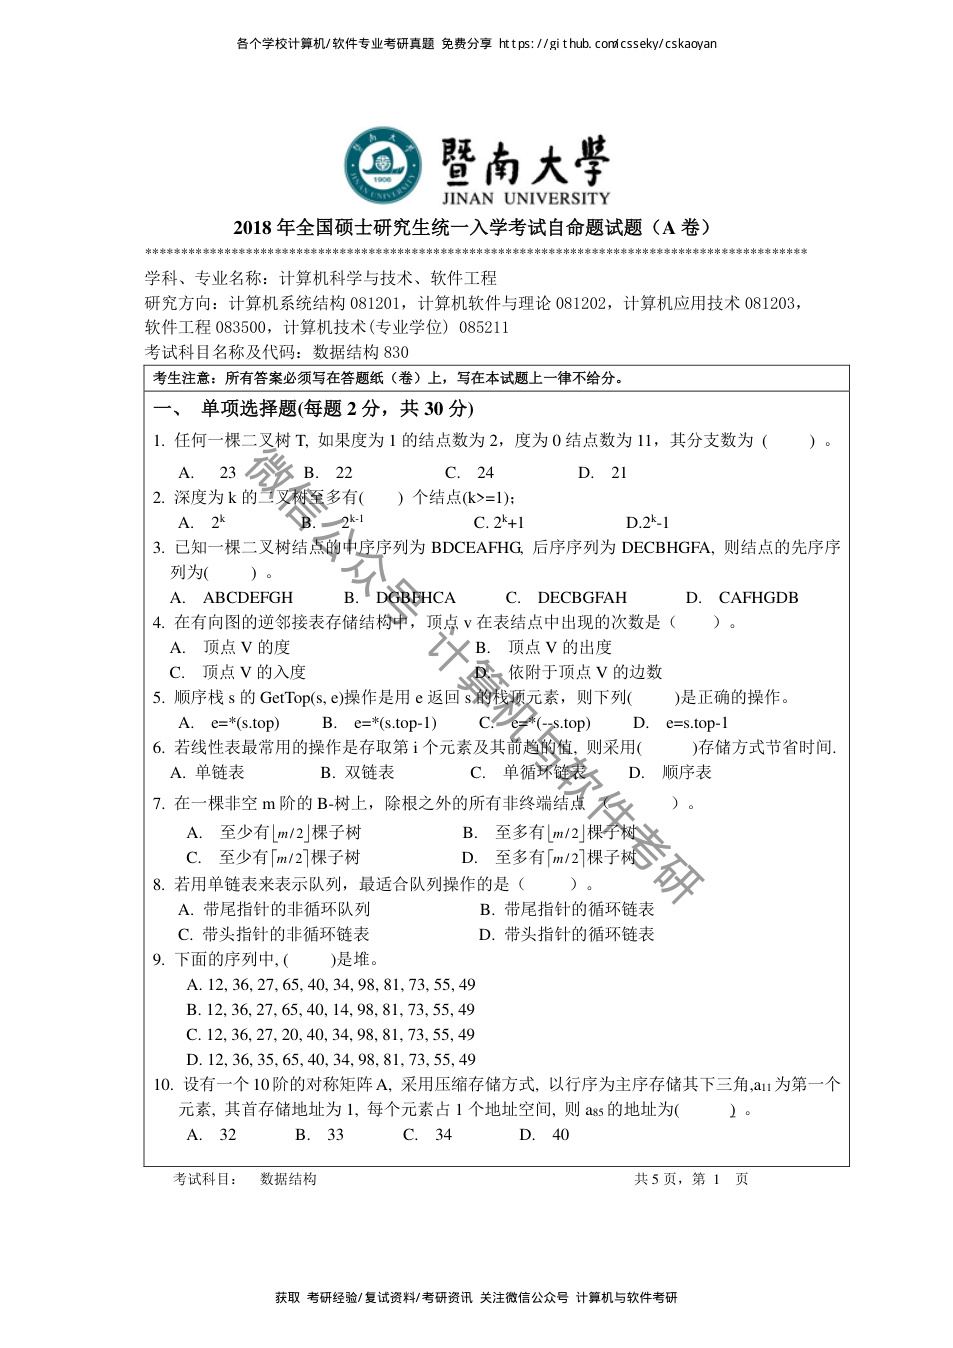 各个学校计算机/软件专业考研真题 免费分享 https://github.com/csseky/cskaoyan
暨南大学
暨南大学
1906
JINAN UNIVERSITY
JINAN UNIVERSITY
2018 年全国硕士研究生统一入学考试自命题试题（A 卷）
********************************************************************************************
学科、专业名称：计算机科学与技术、软件工程
研究方向：计算机系统结构 081201，计算机软件与理论 081202，计算机应用技术 081203，
软件工程 083500，计算机技术(专业学位) 085211
考试科目名称及代码：数据结构 830
考生注意：所有答案必须写在答题纸（卷）上，写在本试题上一律不给分。
一、 单项选择题(每题 2 分，共 30 分)
1. 任何一棵二叉树 T, 如果度为 1 的结点数为 2，度为 0 结点数为 11，其分支数为 ( ) 。
A. 23 B. 22 C. 24 D. 21
2. 深度为 k 的二叉树至多有( ) 个结点(k>=1)；
A. 2^k B. 2^k-1 C. 2^k+1 D.2^k-1
3. 已知一棵二叉树结点的中序序列为 BDCEAFHG, 后序序列为 DECBHGFA, 则结点的先序序
列为( ) 。
A. ABCDEFGH B. DGBFHCA C. DECBGFAH D. CAFHGDB
4. 在有向图的逆邻接表存储结构中，顶点 v 在表结点中出现的次数是（ ）。
A. 顶点 V 的度 B. 顶点 V 的出度
C. 顶点 V 的入度 D. 依附于顶点 V 的边数
5. 顺序栈 s 的 GetTop(s, e)操作是用 e 返回 s 的栈顶元素，则下列( )是正确的操作。
A. e=*(s.top) B. e=*(s.top-1) C. e=*(--s.top) D. e=s.top-1
6. 若线性表最常用的操作是存取第 i 个元素及其前趋的值, 则采用( )存储方式节省时间.
A. 单链表 B. 双链表 C. 单循环链表 D. 顺序表
7. 在一棵非空 m 阶的 B-树上，除根之外的所有非终端结点 （ ）。
A. 至少有⌊m/2⌋棵子树 B. 至多有⌊m/2⌋棵子树
C. 至少有⌈m/2⌉棵子树 D. 至多有⌈m/2⌉棵子树
8. 若用单链表来表示队列，最适合队列操作的是（ ）。
A. 带尾指针的非循环队列 B. 带尾指针的循环链表
C. 带头指针的非循环链表 D. 带头指针的循环链表
9. 下面的序列中, ( )是堆。
A. 12, 36, 27, 65, 40, 34, 98, 81, 73, 55, 49
B. 12, 36, 27, 65, 40, 14, 98, 81, 73, 55, 49
C. 12, 36, 27, 20, 40, 34, 98, 81, 73, 55, 49
D. 12, 36, 35, 65, 40, 34, 98, 81, 73, 55, 49
10. 设有一个 10 阶的对称矩阵 A, 采用压缩存储方式, 以行序为主序存储其下三角,a11 为第一个
元素, 其首存储地址为 1, 每个元素占 1 个地址空间, 则 a85 的地址为( ) 。
A. 32 B. 33 C. 34 D. 40
微信公众号 计算机与软件考研
考试科目： 数据结构 共 5 页，第 1 页
获取 考研经验/复试资料/考研资讯 关注微信公众号 计算机与软件考研